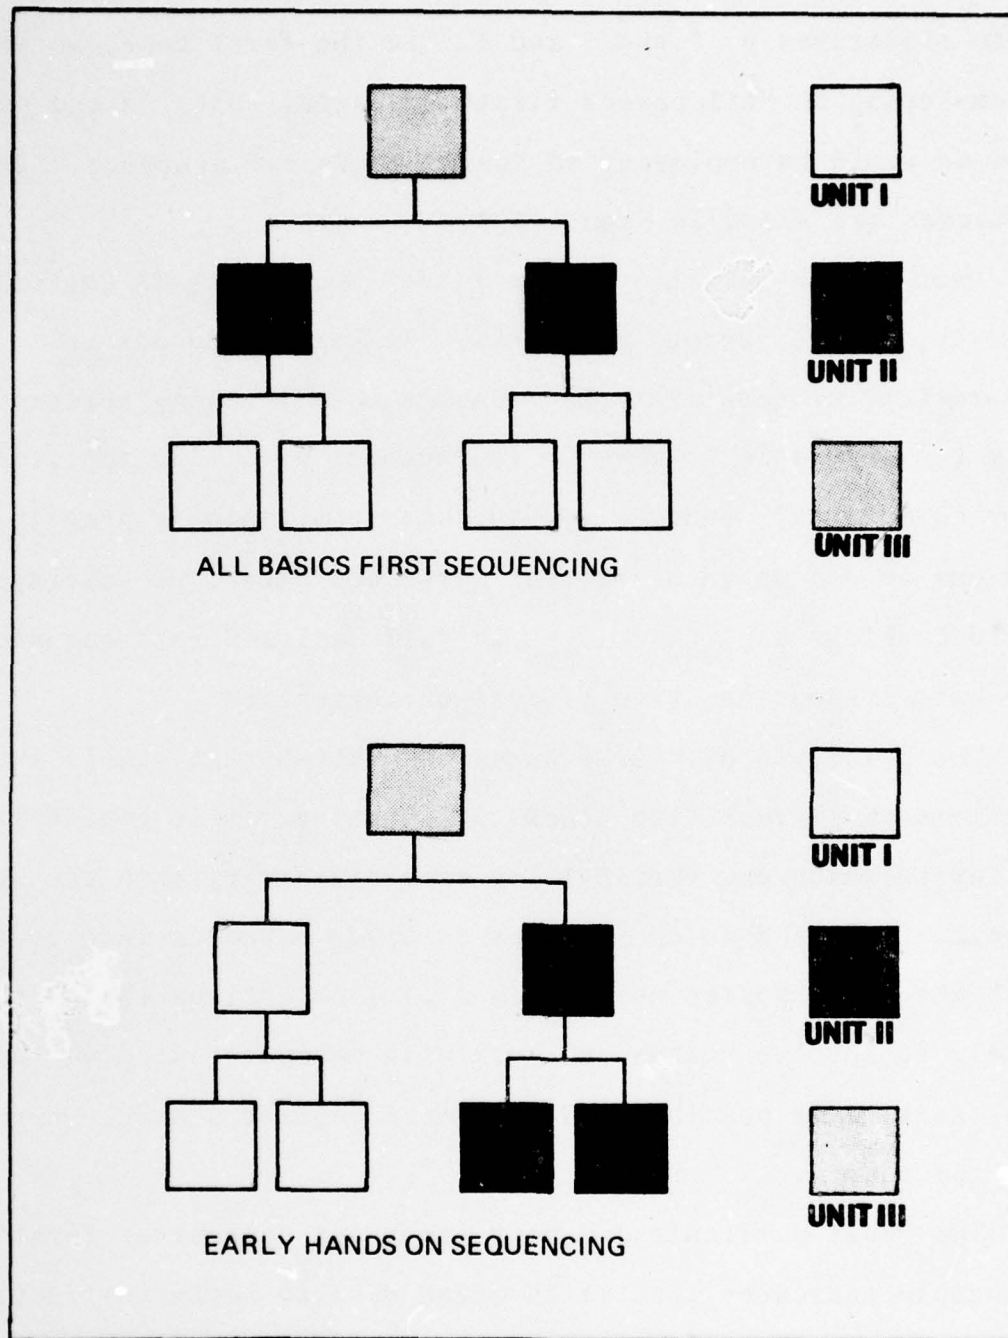 UNIT I
UNIT II
UNIT III
ALL BASICS FIRST SEQUENCING
UNIT I
UNIT II
UNIT III
EARLY HANDS ON SEQUENCING